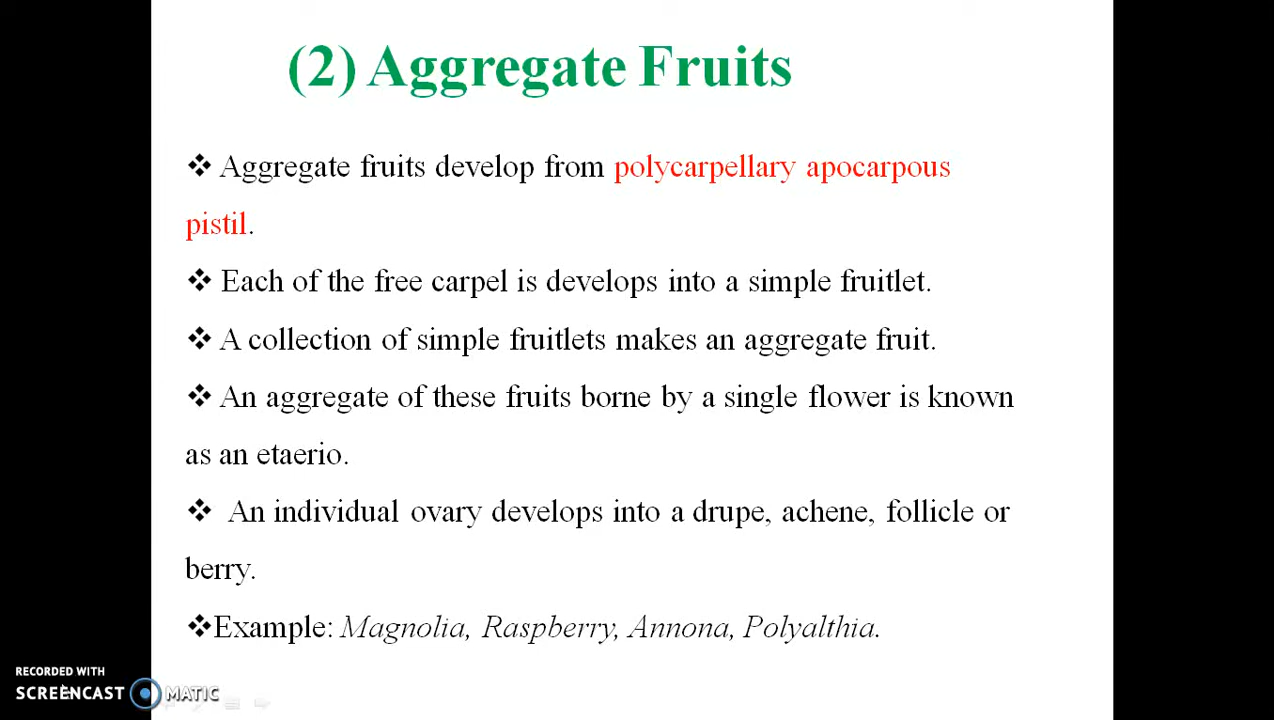 (2) Aggregate Fruits
❖ Aggregate fruits develop from polycarpellary apocarpous
pistil.
❖ Each of the free carpel is develops into a simple fruitlet.
❖ A collection of simple fruitlets makes an aggregate fruit.
❖ An aggregate of these fruits borne by a single flower is known
as an etaerio.
❖ An individual ovary develops into a drupe, achene, follicle or
berry.
❖Example: Magnolia, Raspberry, Annona, Polyalthia.
RECORDED WITH
SCREENCAST MATIC